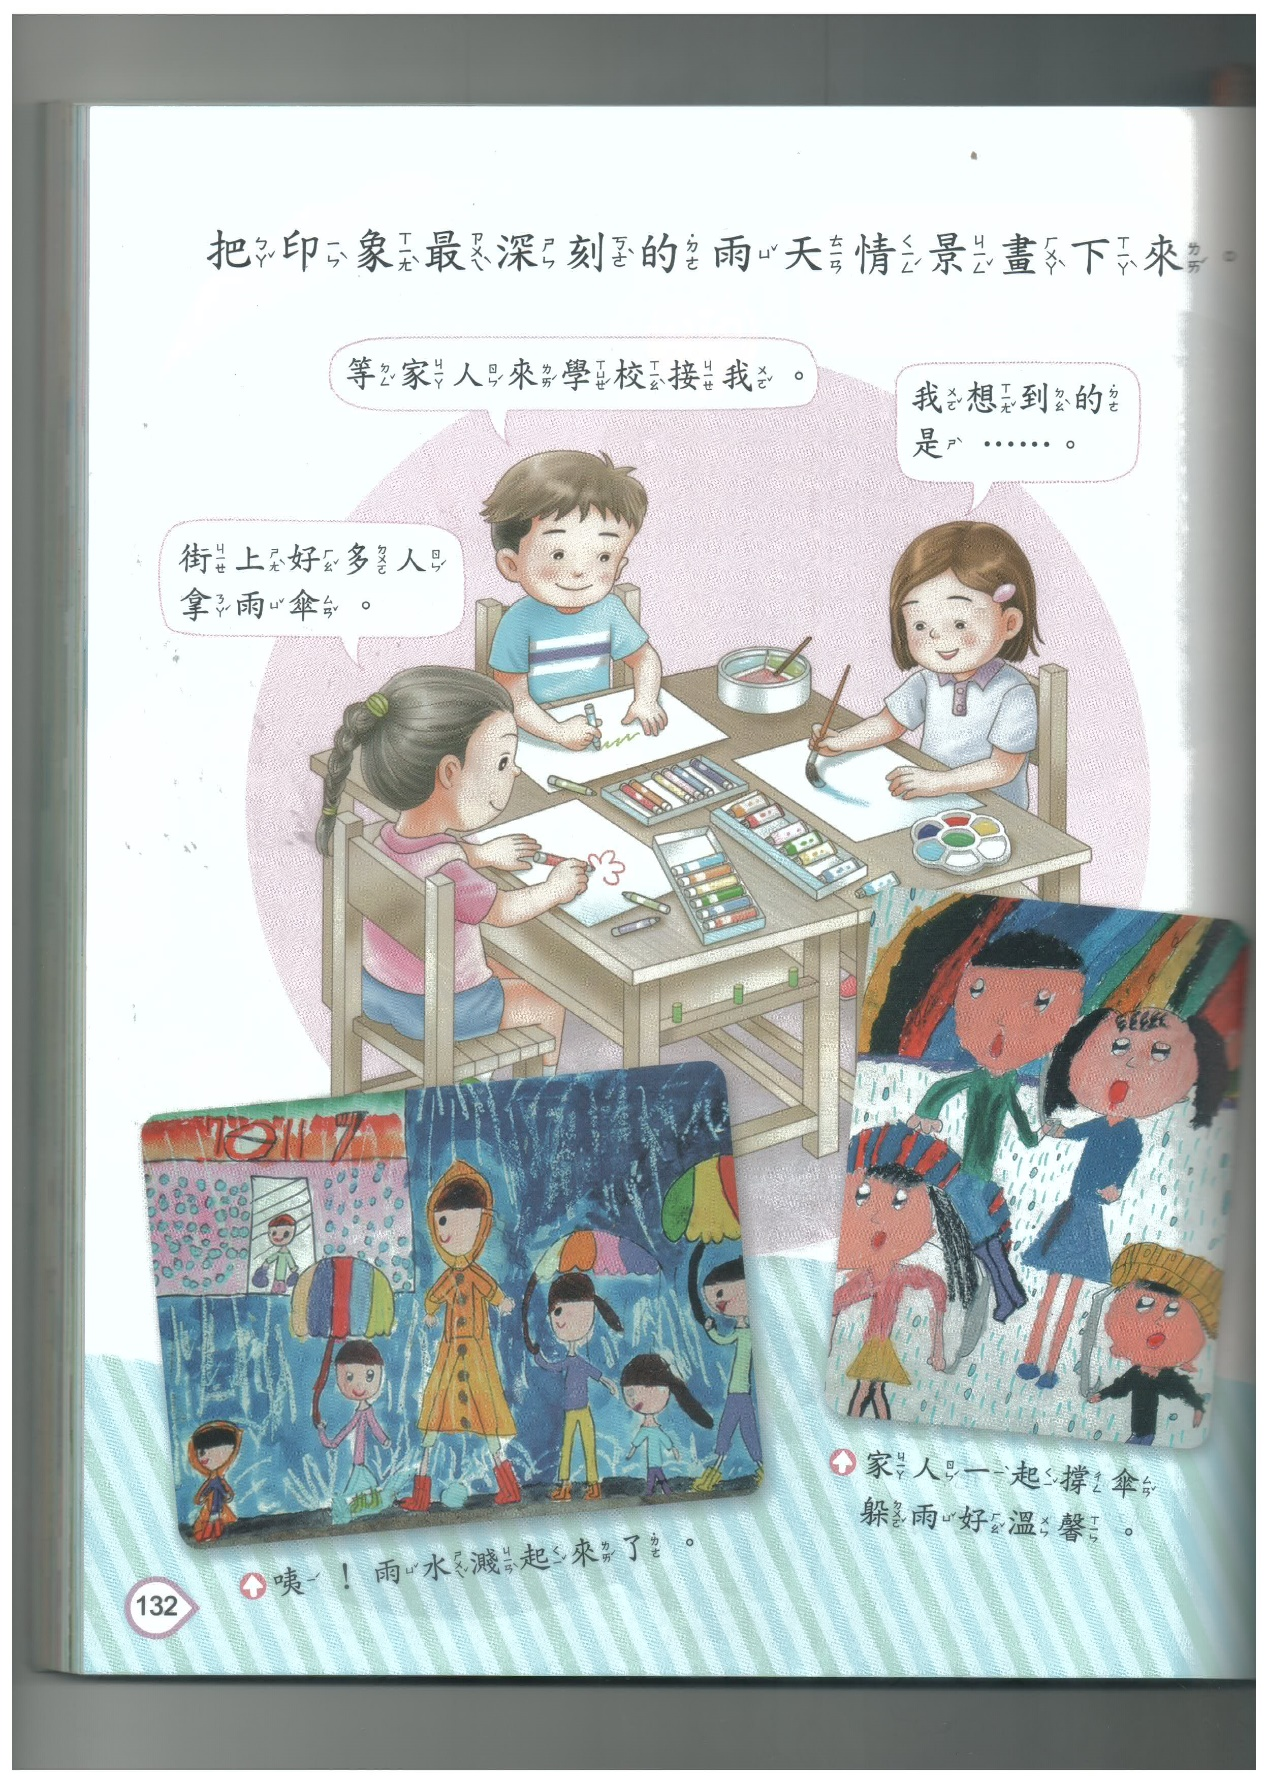 把印象最深刻的雨天情景畫下來。
等家人來學校接我。
我想到的
是……。
街上好多人
拿雨傘。
家人一起撐傘
躲雨好溫馨。
咦！雨水濺起來了。
132